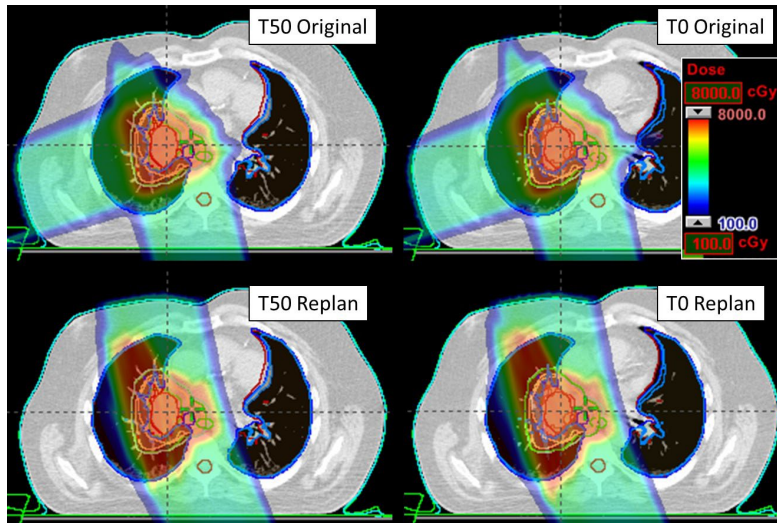 T50 Original
T0 Original
Dose
8000.0 cGy
8000.0
100.0
100.0 cGy
T50 Replan
T0 Replan